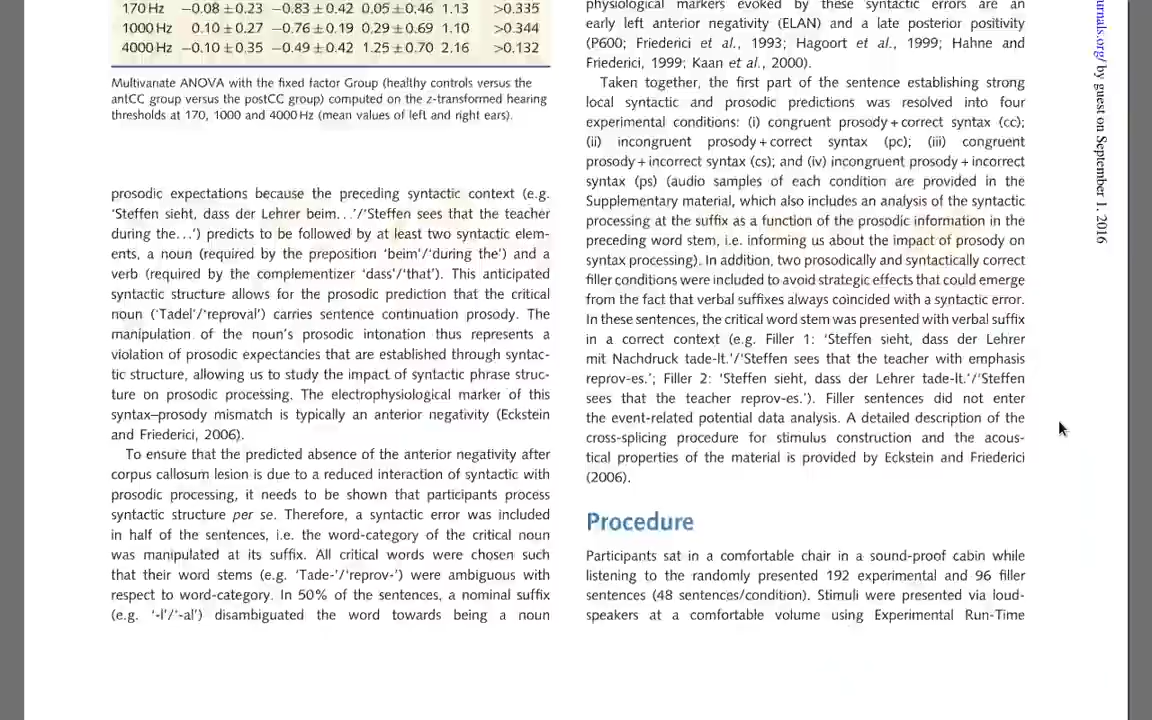 170 Hz −0.08 ± 0.23 −0.83 ± 0.42 0.05 ± 0.46 1.13 >0.335
1000 Hz 0.10 ± 0.27 −0.76 ± 0.19 0.29 ± 0.69 1.10 >0.344
4000 Hz −0.10 ± 0.35 −0.49 ± 0.42 1.25 ± 0.70 2.16 >0.132
Multivariate ANOVA with the fixed factor Group (healthy controls versus the
antCC group versus the postCC group) computed on the z-transformed hearing
thresholds at 170, 1000 and 4000 Hz (mean values of left and right ears).
prosodic expectations because the preceding syntactic context (e.g.
'Steffen sieht, dass der Lehrer beim. . .'/'Steffen sees that the teacher
during the. . .') predicts to be followed by at least two syntactic elem-
ents, a noun (required by the preposition 'beim'/'during the') and a
verb (required by the complementizer 'dass'/'that'). This anticipated
syntactic structure allows for the prosodic prediction that the critical
noun ('Tadel'/'reproval') carries sentence continuation prosody. The
manipulation of the noun's prosodic intonation thus represents a
violation of prosodic expectancies that are established through syntac-
tic structure, allowing us to study the impact of syntactic phrase struc-
ture on prosodic processing. The electrophysiological marker of this
syntax–prosody mismatch is typically an anterior negativity (Eckstein
and Friederici, 2006).
To ensure that the predicted absence of the anterior negativity after
corpus callosum lesion is due to a reduced interaction of syntactic with
prosodic processing, it needs to be shown that participants process
syntactic structure per se. Therefore, a syntactic error was included
in half of the sentences, i.e. the word-category of the critical noun
was manipulated at its suffix. All critical words were chosen such
that their word stems (e.g. 'Tade-'/'reprov-') were ambiguous with
respect to word-category. In 50% of the sentences, a nominal suffix
(e.g. '-l'/'-al') disambiguated the word towards being a noun
physiological markers evoked by these syntactic errors are an
early left anterior negativity (ELAN) and a late posterior positivity
(P600; Friederici et al., 1993; Hagoort et al., 1999; Hahne and
Friederici, 1999; Kaan et al., 2000).
Taken together, the first part of the sentence establishing strong
local syntactic and prosodic predictions was resolved into four
experimental conditions: (i) congruent prosody + correct syntax (cc);
(ii) incongruent prosody + correct syntax (pc); (iii) congruent
prosody + incorrect syntax (cs); and (iv) incongruent prosody + incorrect
syntax (ps) (audio samples of each condition are provided in the
Supplementary material, which also includes an analysis of the syntactic
processing at the suffix as a function of the prosodic information in the
preceding word stem, i.e. informing us about the impact of prosody on
syntax processing). In addition, two prosodically and syntactically correct
filler conditions were included to avoid strategic effects that could emerge
from the fact that verbal suffixes always coincided with a syntactic error.
In these sentences, the critical word stem was presented with verbal suffix
in a correct context (e.g. Filler 1: 'Steffen sieht, dass der Lehrer
mit Nachdruck tade-lt.'/'Steffen sees that the teacher with emphasis
reprov-es.'; Filler 2: 'Steffen sieht, dass der Lehrer tade-lt.'/'Steffen
sees that the teacher reprov-es.'). Filler sentences did not enter
the event-related potential data analysis. A detailed description of the
cross-splicing procedure for stimulus construction and the acous-
tical properties of the material is provided by Eckstein and Friederici
(2006).
Procedure
Participants sat in a comfortable chair in a sound-proof cabin while
listening to the randomly presented 192 experimental and 96 filler
sentences (48 sentences/condition). Stimuli were presented via loud-
speakers at a comfortable volume using Experimental Run-Time
urnals.org/ by guest on September 1, 2016